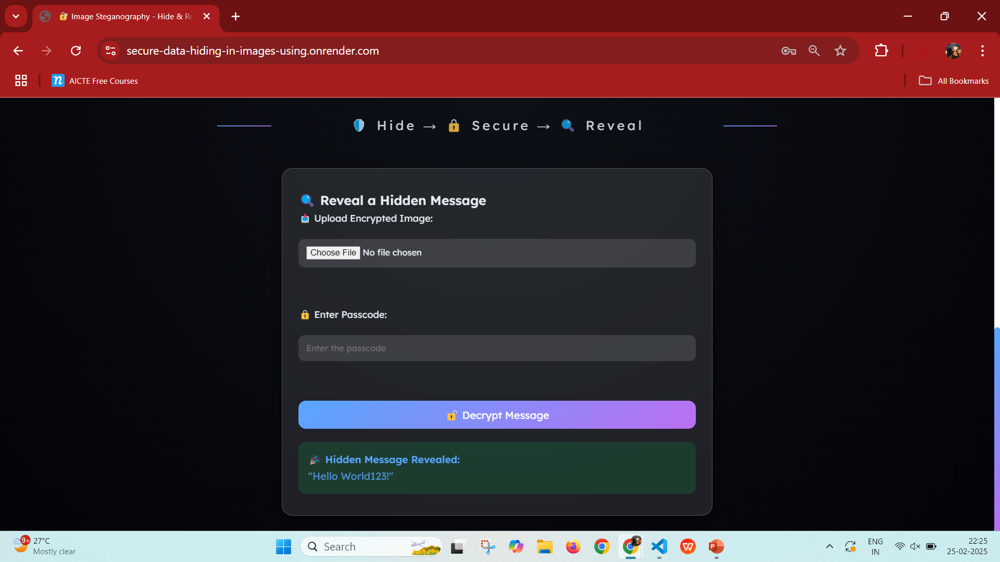 🔐 Image Steganography - Hide & Re
secure-data-hiding-in-images-using.onrender.com
n AICTE Free Courses
All Bookmarks
🛡️ Hide → 🔒 Secure → 🔍 Reveal
🔍 Reveal a Hidden Message
📥 Upload Encrypted Image:
Choose File No file chosen
🔒 Enter Passcode:
Enter the passcode
🔓 Decrypt Message
🎉 Hidden Message Revealed:
"Hello World123!"
9+
27°C
Mostly clear
Search
W
P
ENG
IN
22:25
25-02-2025